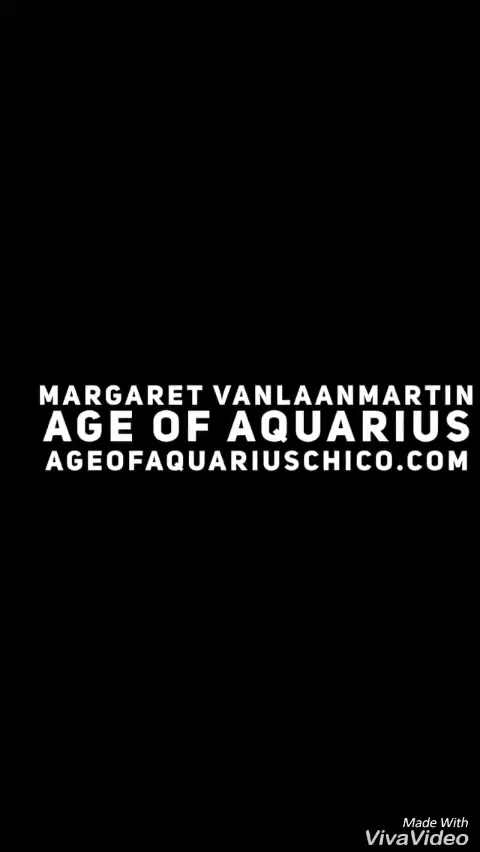 MARGARET VANLAANMARTIN
AGE OF AQUARIUS
AGEOFAQUARIUSCHICO.COM
Made With
VivaVideo